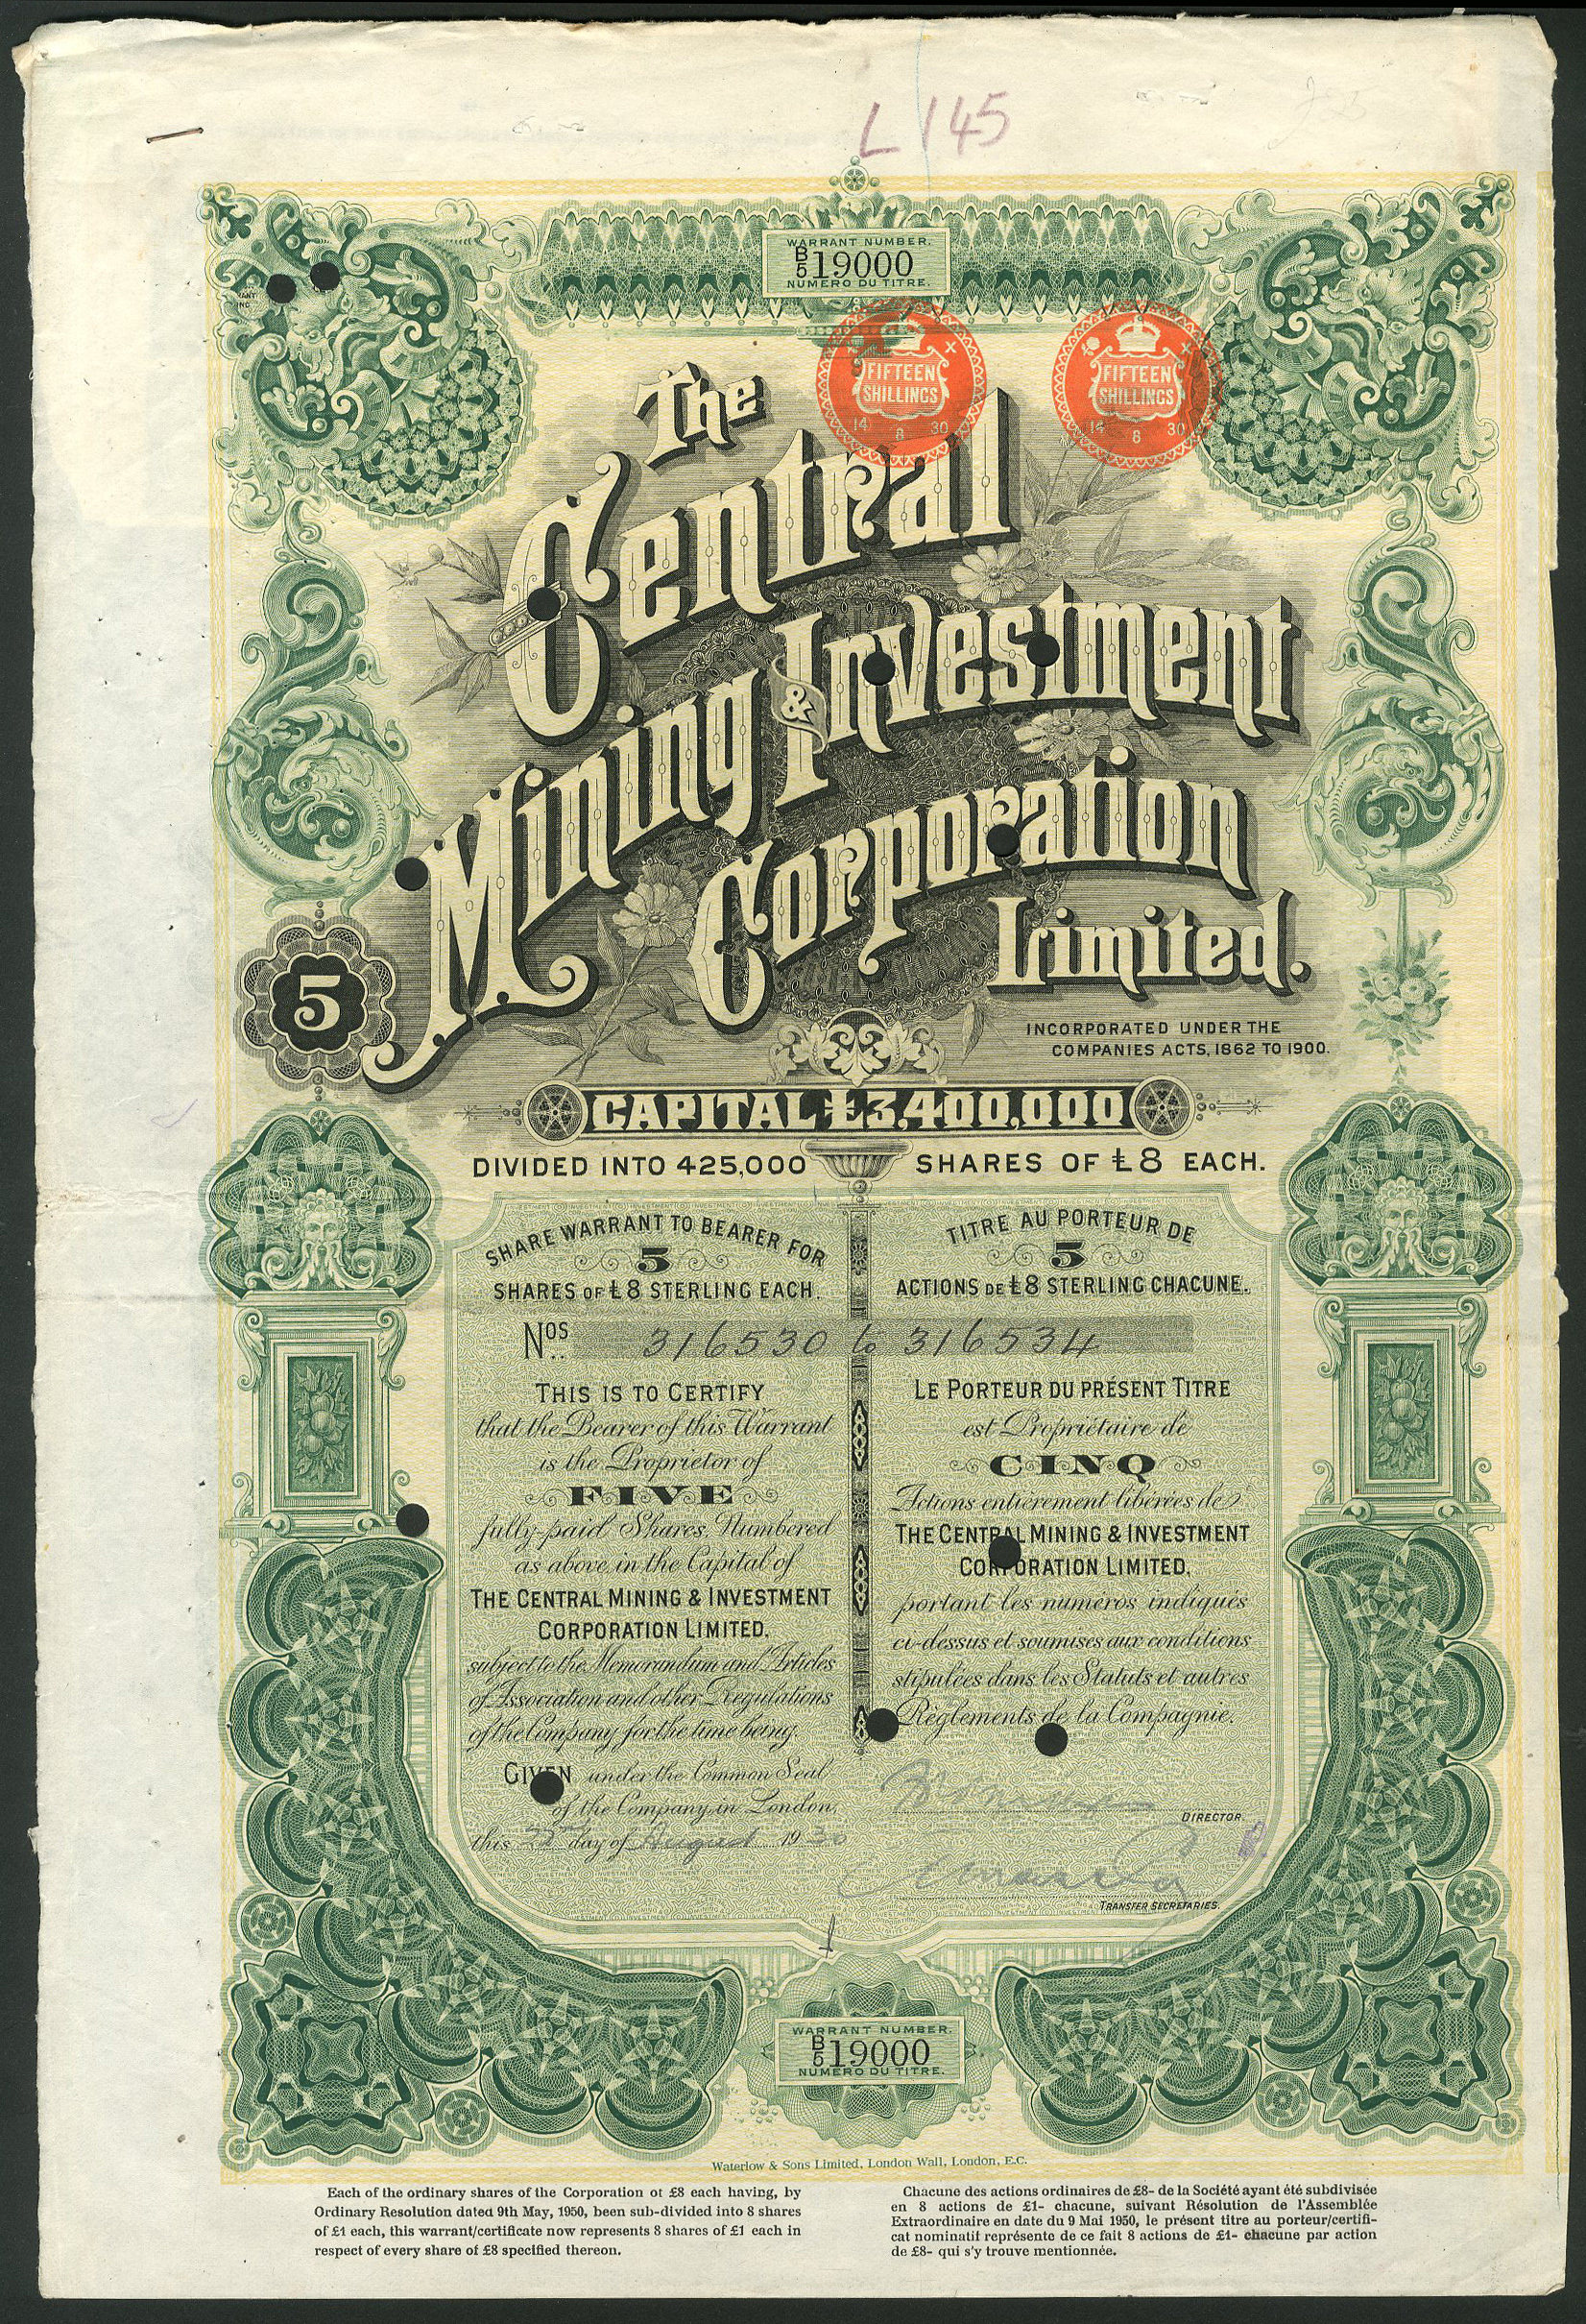 L 145
WARRANT NUMBER.
B/5 19000
NUMÉRO DU TITRE.
FIFTEEN
SHILLINGS
14 8 30
FIFTEEN
SHILLINGS
14 8 30
The
Central
Mining & Investment
Corporation
Limited.
5
INCORPORATED UNDER THE
COMPANIES ACTS, 1862 TO 1900.
CAPITAL £3,400,000
DIVIDED INTO 425,000 SHARES OF £8 EACH.
SHARE WARRANT TO BEARER FOR
5
SHARES OF £8 STERLING EACH.
TITRE AU PORTEUR DE
5
ACTIONS DE £8 STERLING CHACUNE.
Nos. 316530 to 316534
THIS IS TO CERTIFY
that the Bearer of this Warrant
is the Proprietor of
FIVE
fully-paid Shares, Numbered
as above, in the Capital of
THE CENTRAL MINING & INVESTMENT
CORPORATION LIMITED,
subject to the Memorandum and Articles
of Association and other Regulations
of the Company for the time being.
GIVEN under the Common Seal
of the Company in London,
this day of August 1930
LE PORTEUR DU PRÉSENT TITRE
est Propriétaire de
CINQ
Actions entièrement libérées de
THE CENTRAL MINING & INVESTMENT
CORPORATION LIMITED,
portant les numéros indiqués
ci-dessus et soumises aux conditions
stipulées dans les Statuts et autres
Règlements de la Compagnie.
DIRECTOR.
TRANSFER SECRETARIES.
WARRANT NUMBER.
B/5 19000
NUMÉRO DU TITRE.
Waterlow & Sons Limited, London Wall, London, E.C.
Each of the ordinary shares of the Corporation of £8 each having, by
Ordinary Resolution dated 9th May, 1950, been sub-divided into 8 shares
of £1 each, this warrant/certificate now represents 8 shares of £1 each in
respect of every share of £8 specified thereon.
Chacune des actions ordinaires de £8- de la Société ayant été subdivisée
en 8 actions de £1- chacune, suivant Résolution de l'Assemblée
Extraordinaire en date du 9 Mai 1950, le présent titre au porteur/certifi-
cat nominatif représente de ce fait 8 actions de £1- chacune par action
de £8- qui s'y trouve mentionnée.